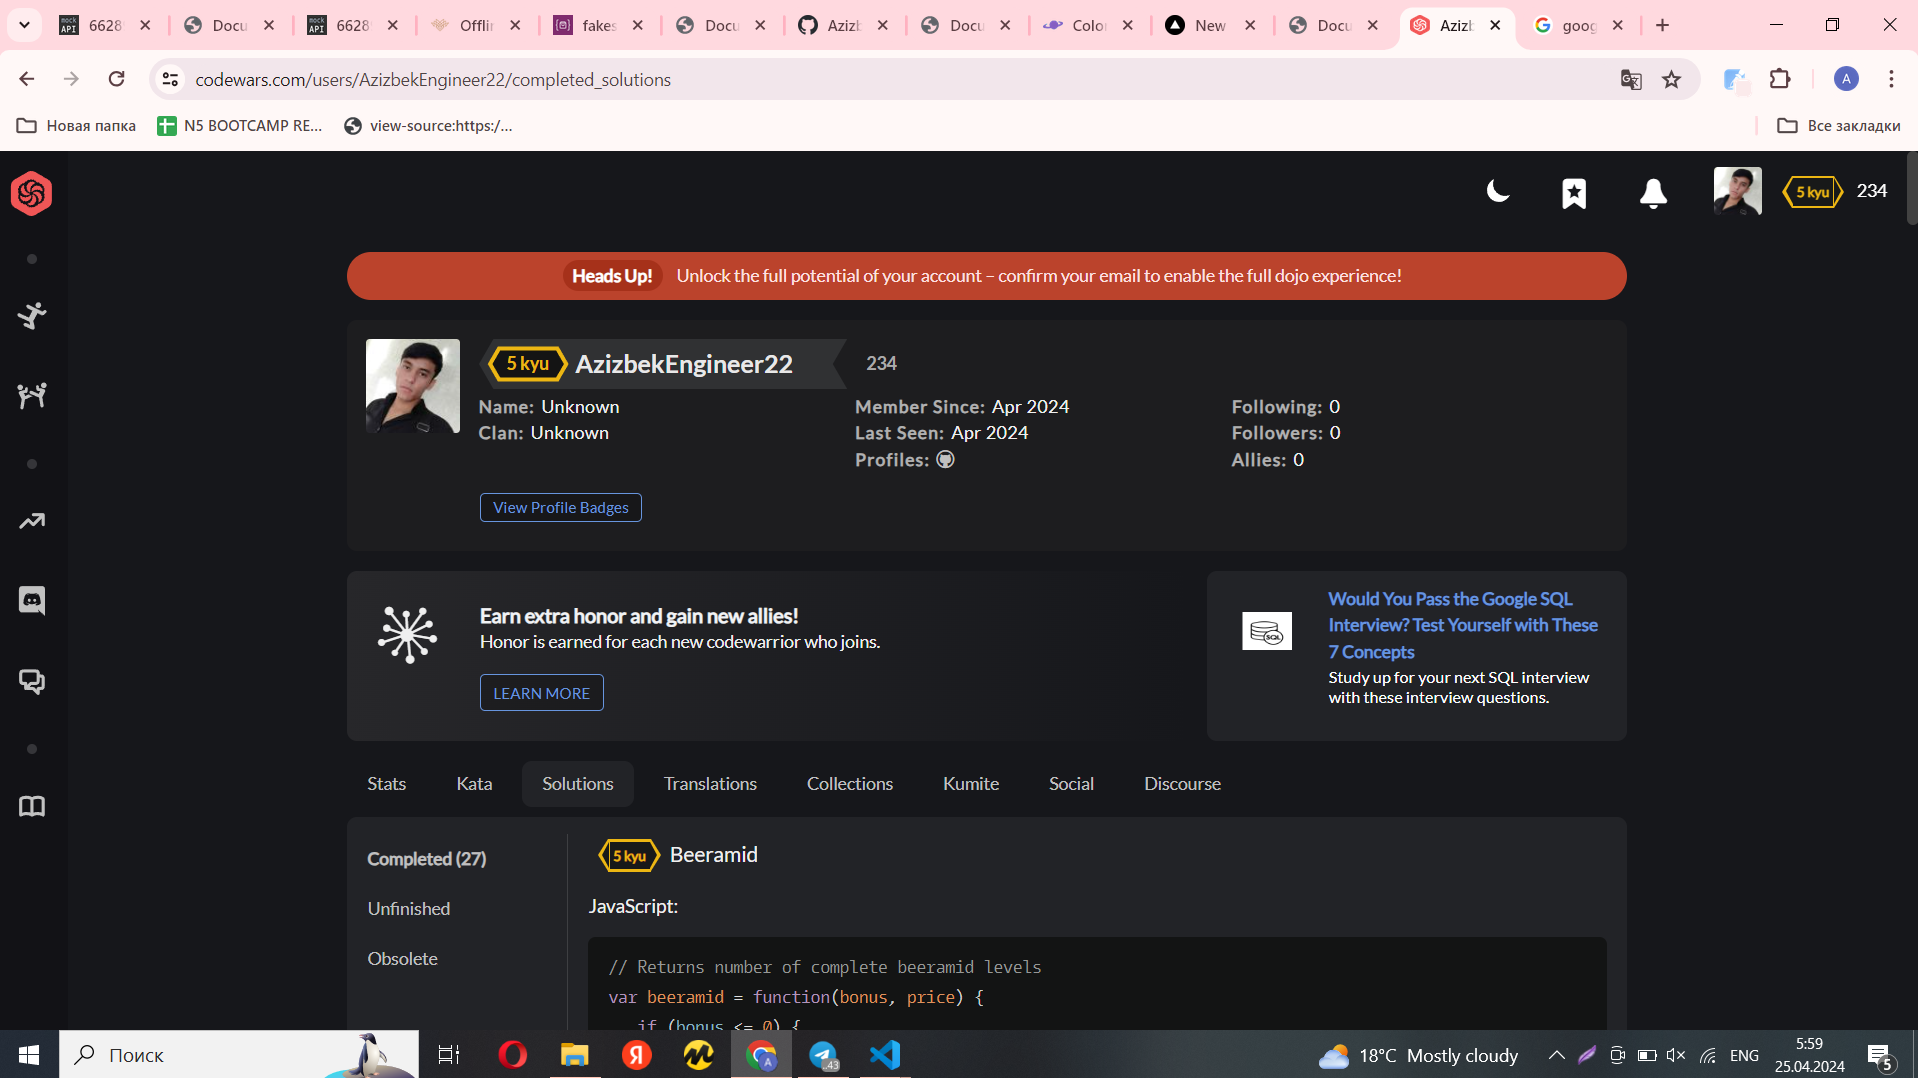 6628
Docu
6628
Offlin
fakes
Docu
Azizb
Docu
Color
New
Docu
Azizb
goog
codewars.com/users/AzizbekEngineer22/completed_solutions
A
Новая папка
N5 BOOTCAMP RE...
view-source:https:/...
Все закладки
5 kyu
234
Heads Up! Unlock the full potential of your account – confirm your email to enable the full dojo experience!
5 kyu AzizbekEngineer22 234
Name: Unknown
Clan: Unknown
Member Since: Apr 2024
Last Seen: Apr 2024
Profiles:
Following: 0
Followers: 0
Allies: 0
View Profile Badges
Earn extra honor and gain new allies!
Honor is earned for each new codewarrior who joins.
LEARN MORE
SQL
Would You Pass the Google SQL
Interview? Test Yourself with These
7 Concepts
Study up for your next SQL interview
with these interview questions.
Stats Kata Solutions Translations Collections Kumite Social Discourse
Completed (27)
Unfinished
Obsolete
5 kyu Beeramid
JavaScript:
// Returns number of complete beeramid levels
var beeramid = function(bonus, price) {
if (bonus <= 0) {
Поиск
18°C Mostly cloudy
ENG
5:59
25.04.2024
5